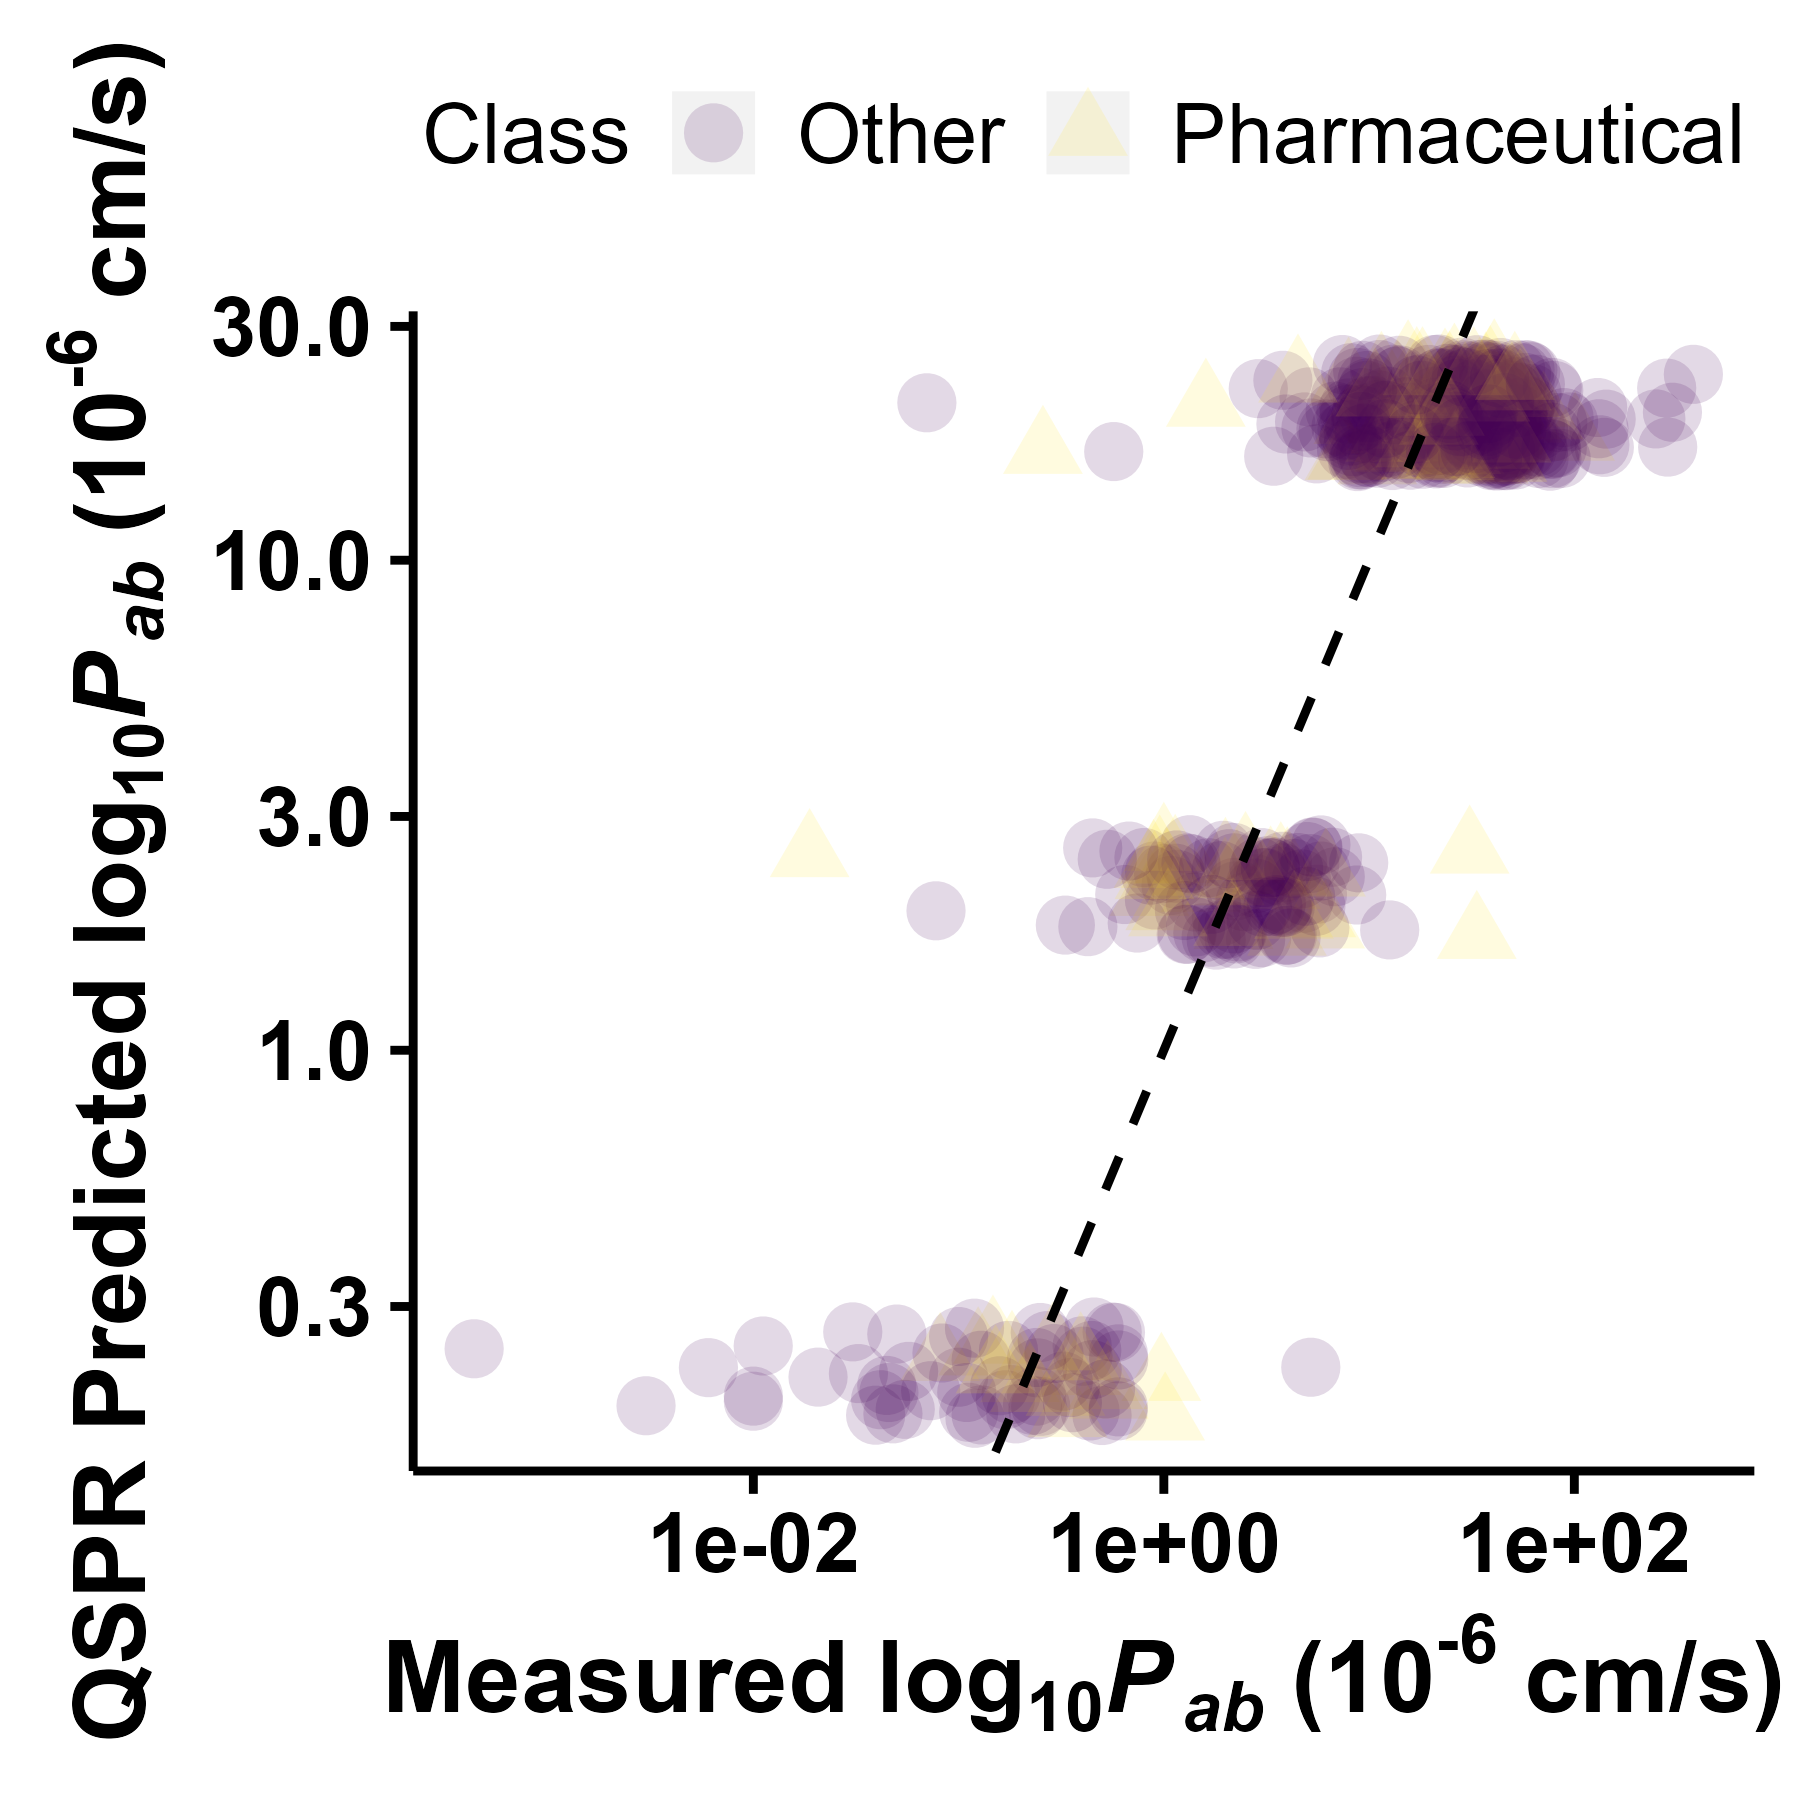 Class Other Pharmaceutical
QSPR Predicted log10Pab (10-6 cm/s)
30.0
10.0
3.0
1.0
0.3
1e-02 1e+00 1e+02
Measured log10Pab (10-6 cm/s)